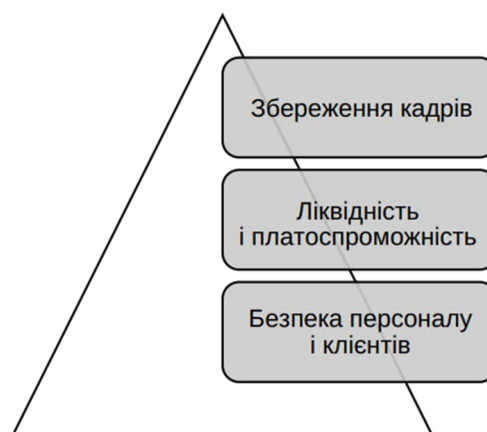 Збереження кадрів
Ліквідність
і платоспроможність
Безпека персоналу
і клієнтів